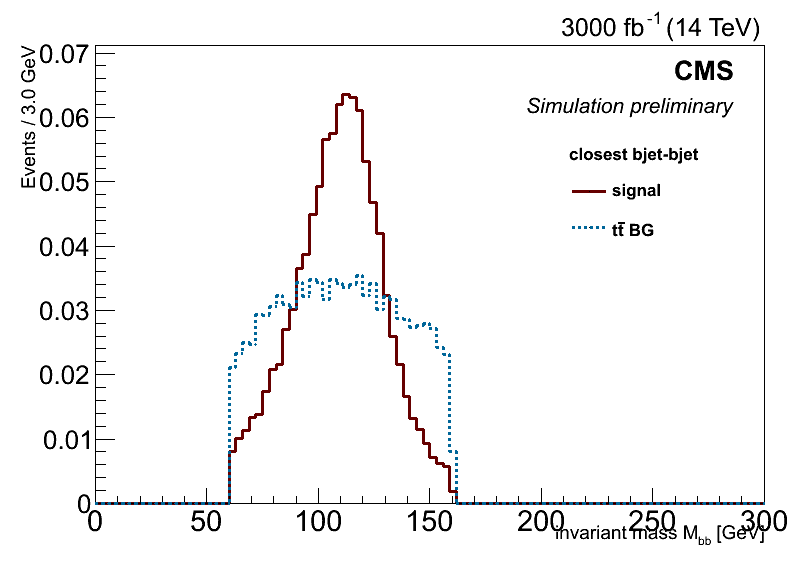 3000 fb⁻¹ (14 TeV)
CMS
Simulation preliminary
closest bjet-bjet
signal
tt̄ BG
Events / 3.0 GeV
0.07
0.06
0.05
0.04
0.03
0.02
0.01
0
0 50 100 150 200 250 300
invariant mass M_bb [GeV]